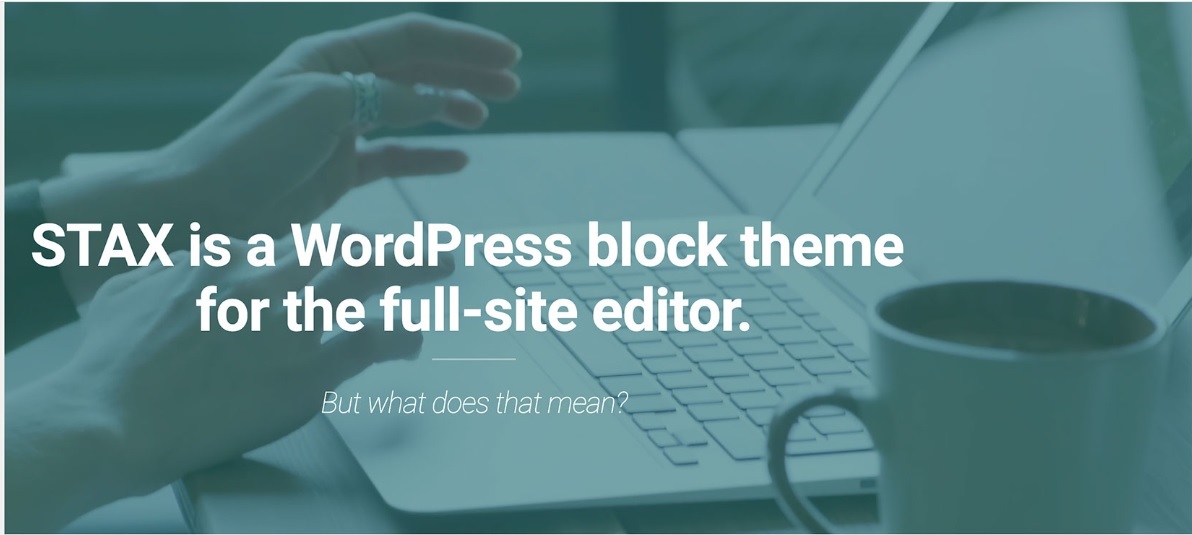 STAX is a WordPress block theme
for the full-site editor.
But what does that mean?